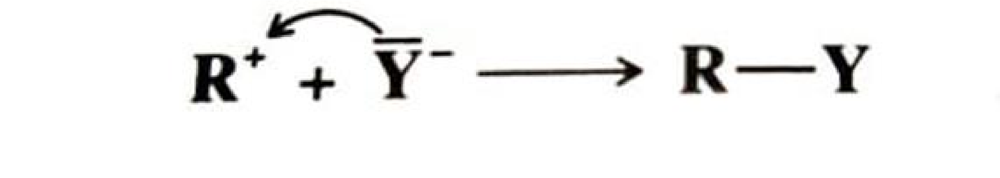 R⁺ + Y̅⁻ ⟶ R—Y